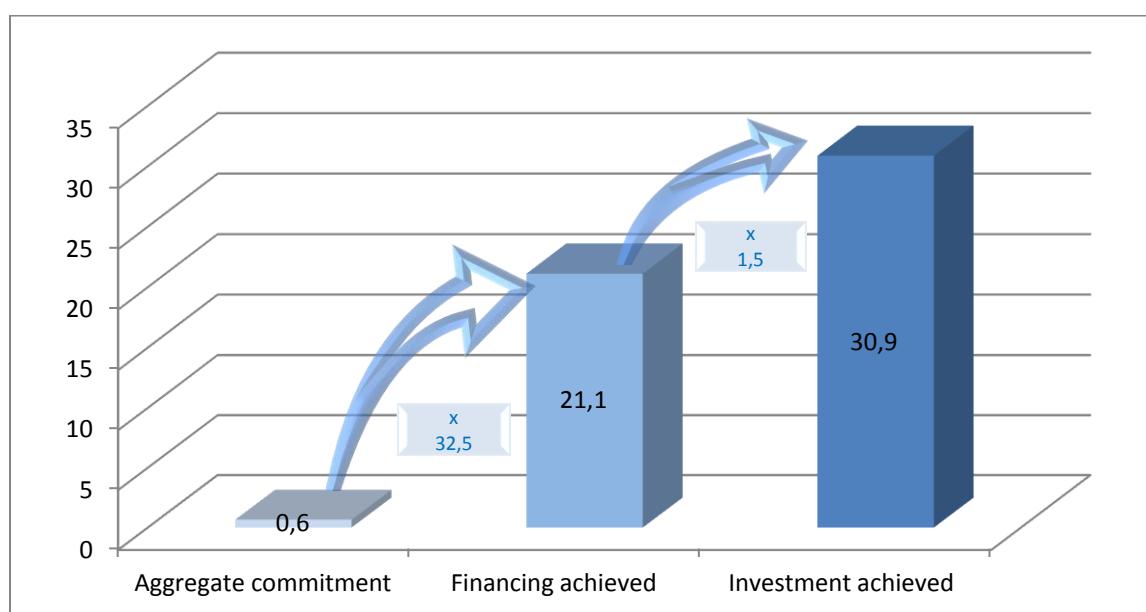 35
30
25
20
15
10
5
0
x
1,5
x
32,5
0,6
21,1
30,9
Aggregate commitment
Financing achieved
Investment achieved